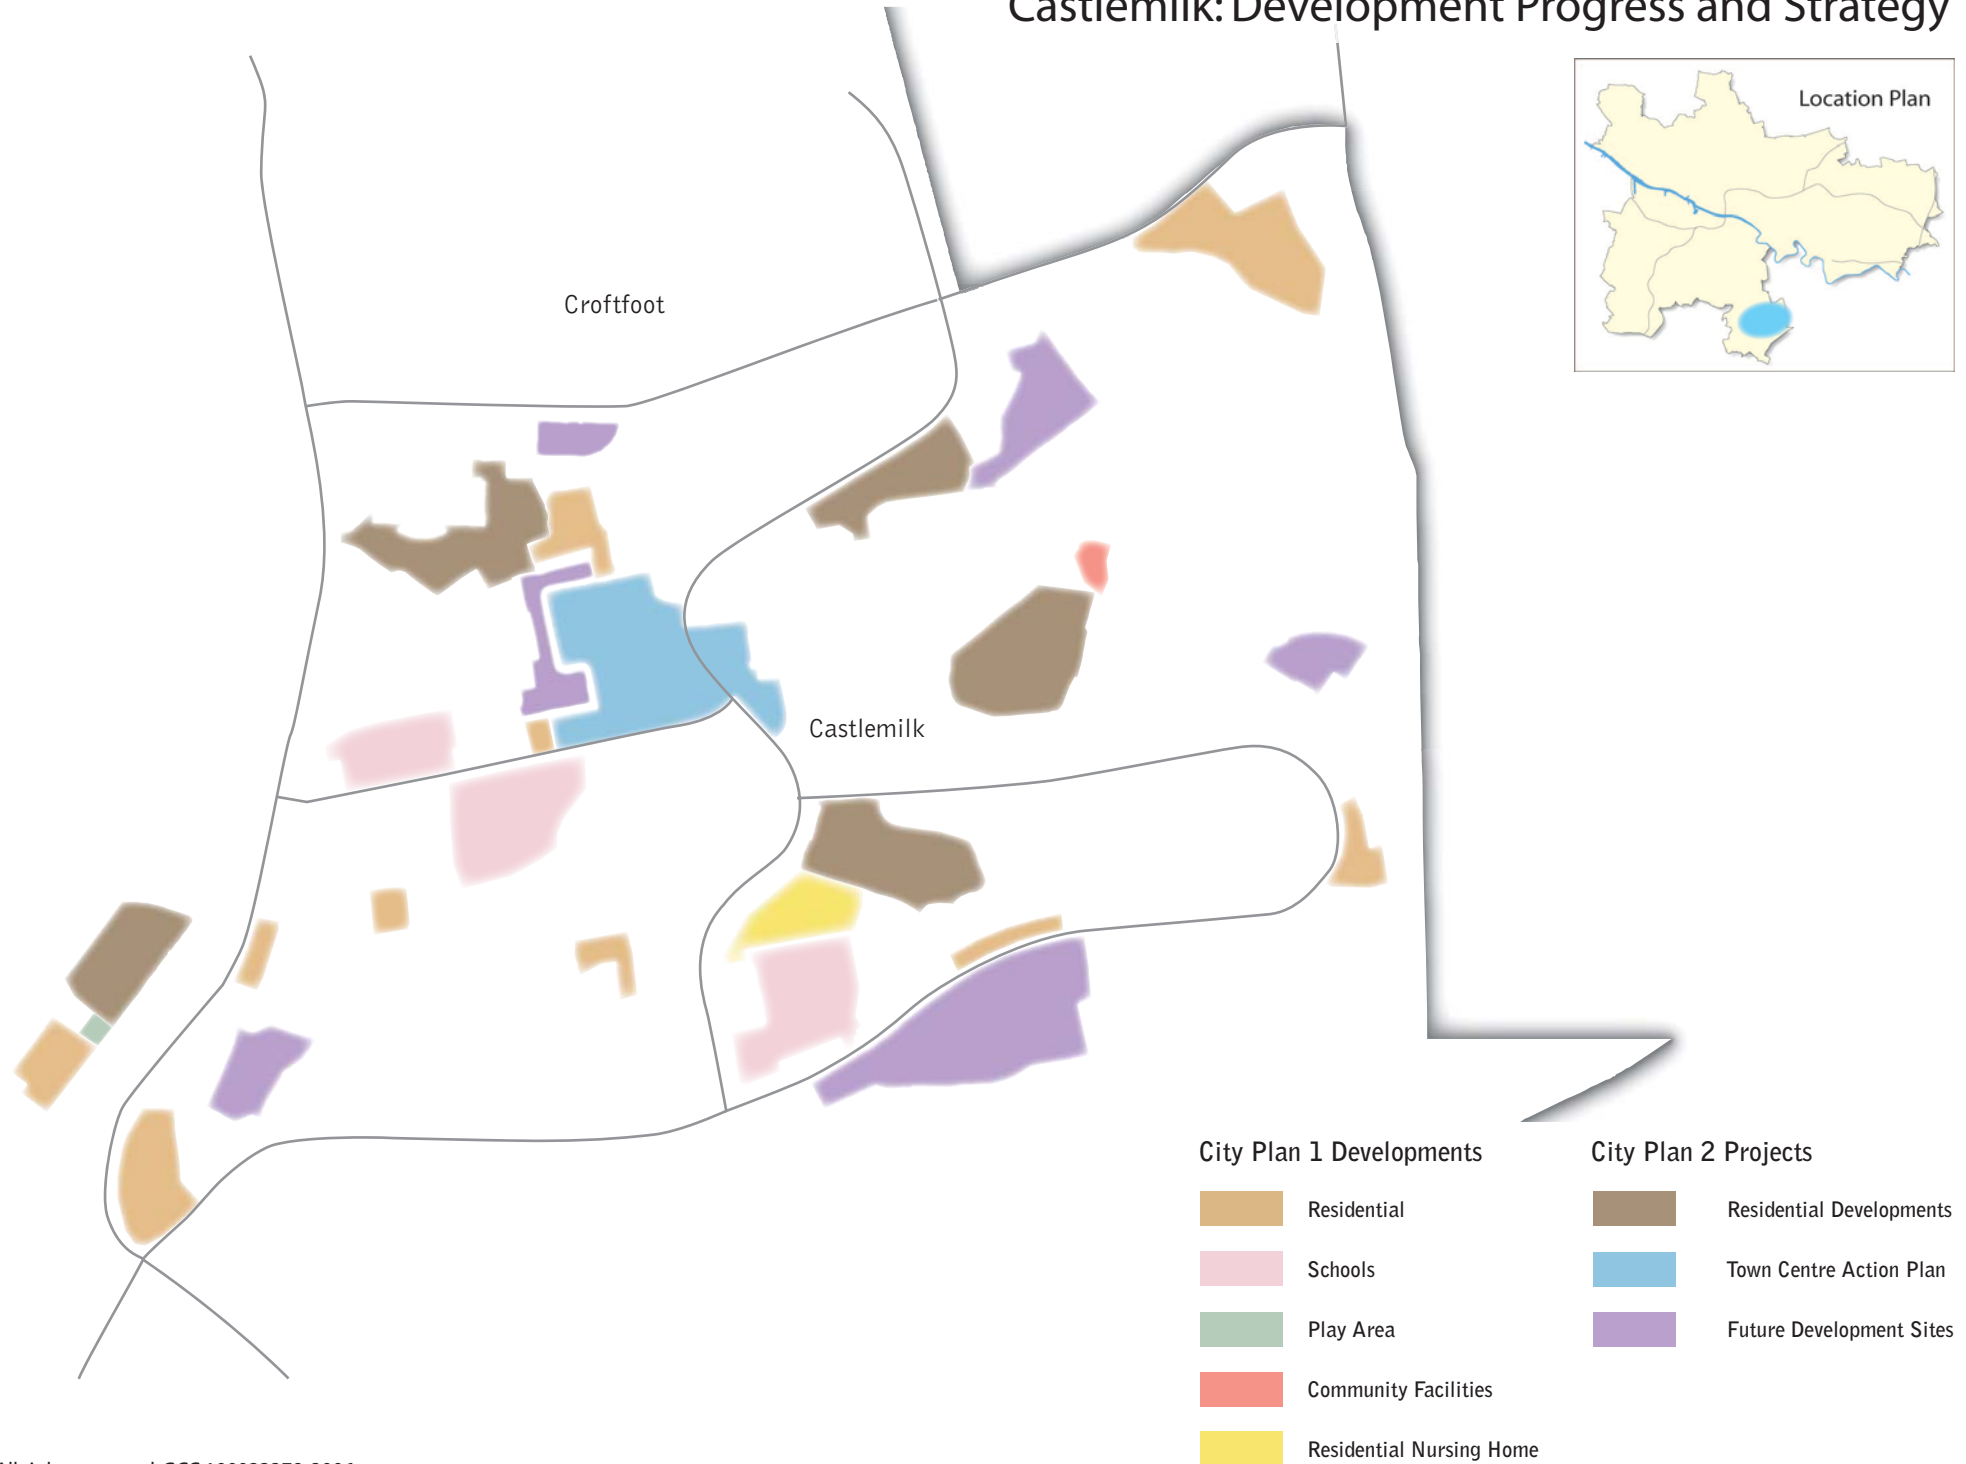 Castlemilk: Development Progress and Strategy
Location Plan
Croftfoot
Castlemilk
City Plan 1 Developments
Residential
Schools
Play Area
Community Facilities
Residential Nursing Home
City Plan 2 Projects
Residential Developments
Town Centre Action Plan
Future Development Sites